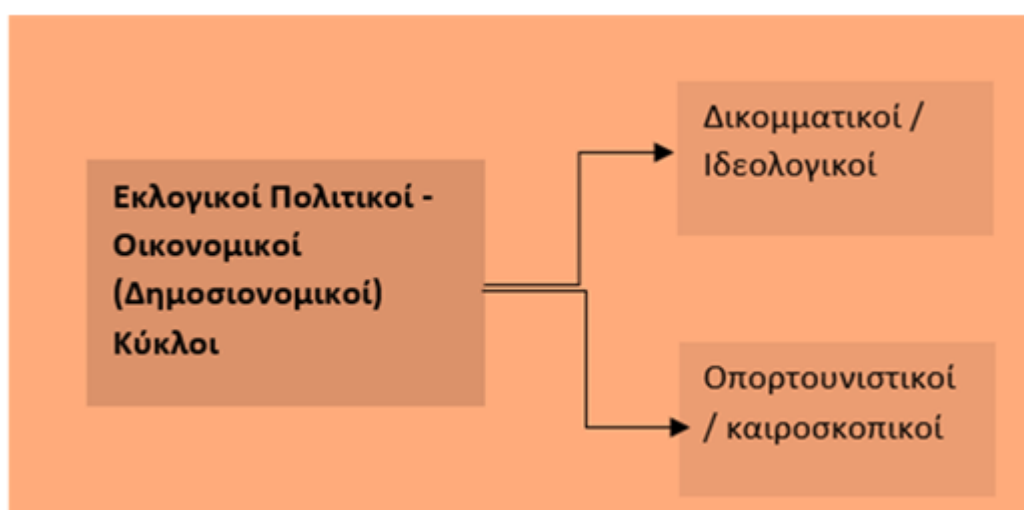 Εκλογικοί Πολιτικοί -
Οικονομικοί
(Δημοσιονομικοί)
Κύκλοι
Δικομματικοί /
Ιδεολογικοί
Οπορτουνιστικοί
/ καιροσκοπικοί